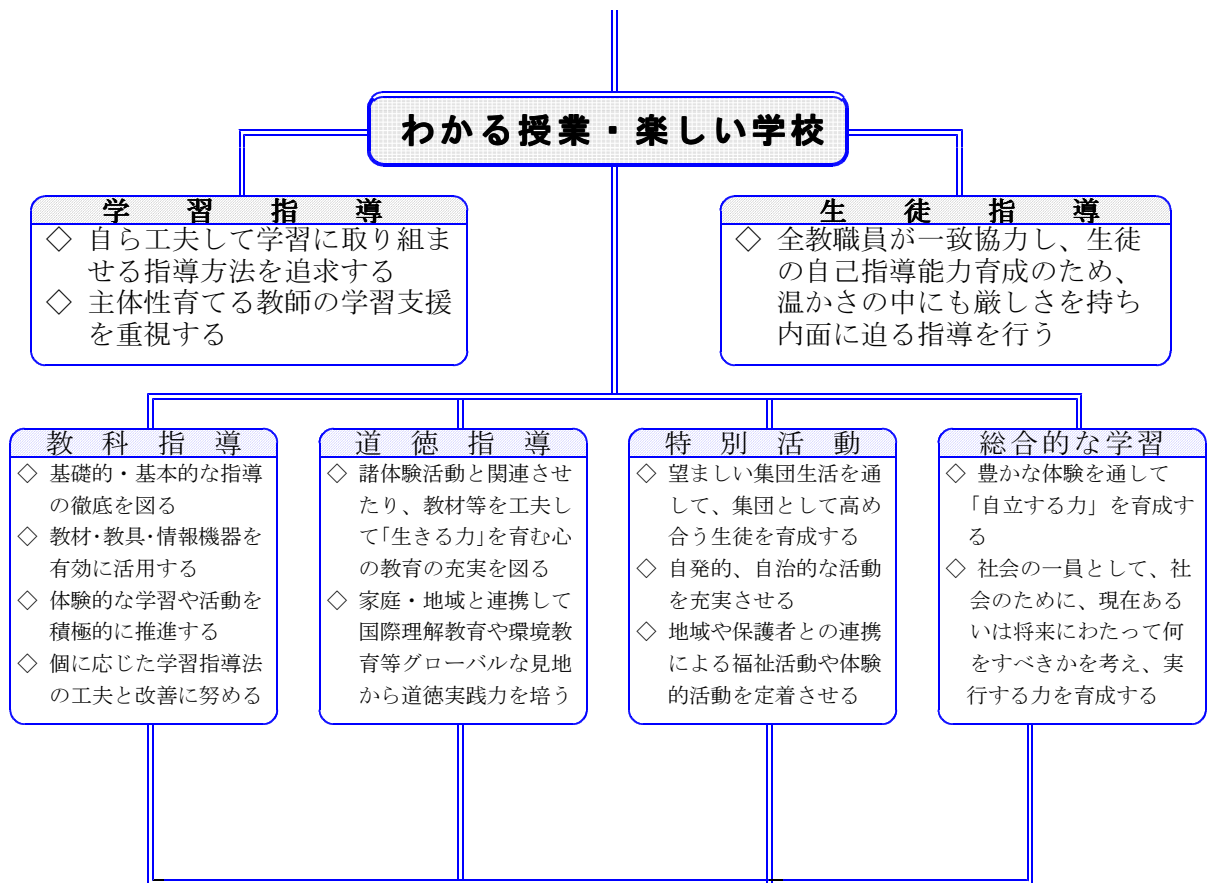 わかる授業・楽しい学校
学習指導
◇ 自ら工夫して学習に取り組ま
せる指導方法を追求する
◇ 主体性育てる教師の学習支援
を重視する
生徒指導
◇ 全教職員が一致協力し、生徒
の自己指導能力育成のため、
温かさの中にも厳しさを持ち
内面に迫る指導を行う
教科指導
◇ 基礎的・基本的な指導
の徹底を図る
◇ 教材・教具・情報機器を
有効に活用する
◇ 体験的な学習や活動を
積極的に推進する
◇ 個に応じた学習指導法
の工夫と改善に努める
道徳指導
◇ 諸体験活動と関連させ
たり、教材等を工夫し
て「生きる力」を育む心
の教育の充実を図る
◇ 家庭・地域と連携して
国際理解教育や環境教
育等グローバルな見地
から道徳実践力を培う
特別活動
◇ 望ましい集団生活を通
して、集団として高め
合う生徒を育成する
◇ 自発的、自治的な活動
を充実させる
◇ 地域や保護者との連携
による福祉活動や体験
的活動を定着させる
総合的な学習
◇ 豊かな体験を通して
「自立する力」を育成す
る
◇ 社会の一員として、社
会のために、現在ある
いは将来にわたって何
をすべきかを考え、実
行する力を育成する